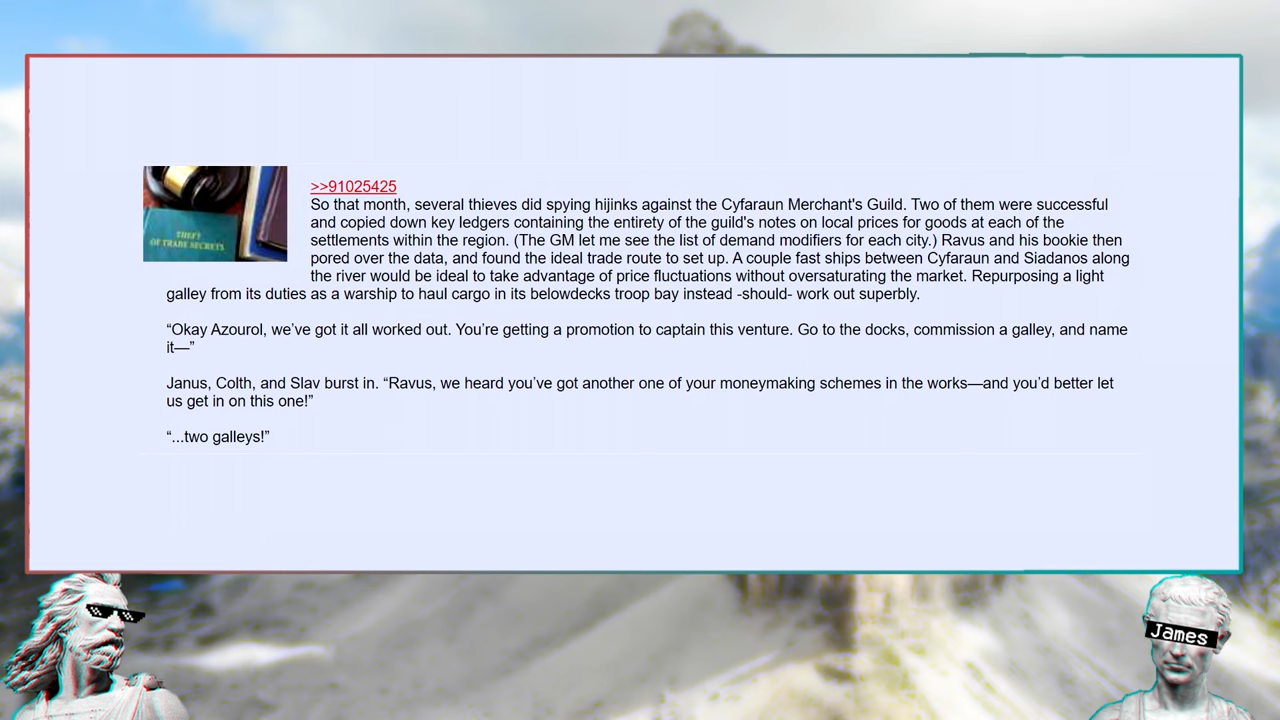 THEFT
OF TRADE SECRETS
>>91025425
So that month, several thieves did spying hijinks against the Cyfaraun Merchant's Guild. Two of them were successful
and copied down key ledgers containing the entirety of the guild's notes on local prices for goods at each of the
settlements within the region. (The GM let me see the list of demand modifiers for each city.) Ravus and his bookie then
pored over the data, and found the ideal trade route to set up. A couple fast ships between Cyfaraun and Siadanos along
the river would be ideal to take advantage of price fluctuations without oversaturating the market. Repurposing a light
galley from its duties as a warship to haul cargo in its belowdecks troop bay instead -should- work out superbly.
“Okay Azourol, we’ve got it all worked out. You’re getting a promotion to captain this venture. Go to the docks, commission a galley, and name
it—”
Janus, Colth, and Slav burst in. “Ravus, we heard you’ve got another one of your moneymaking schemes in the works—and you’d better let
us get in on this one!”
“...two galleys!”
James